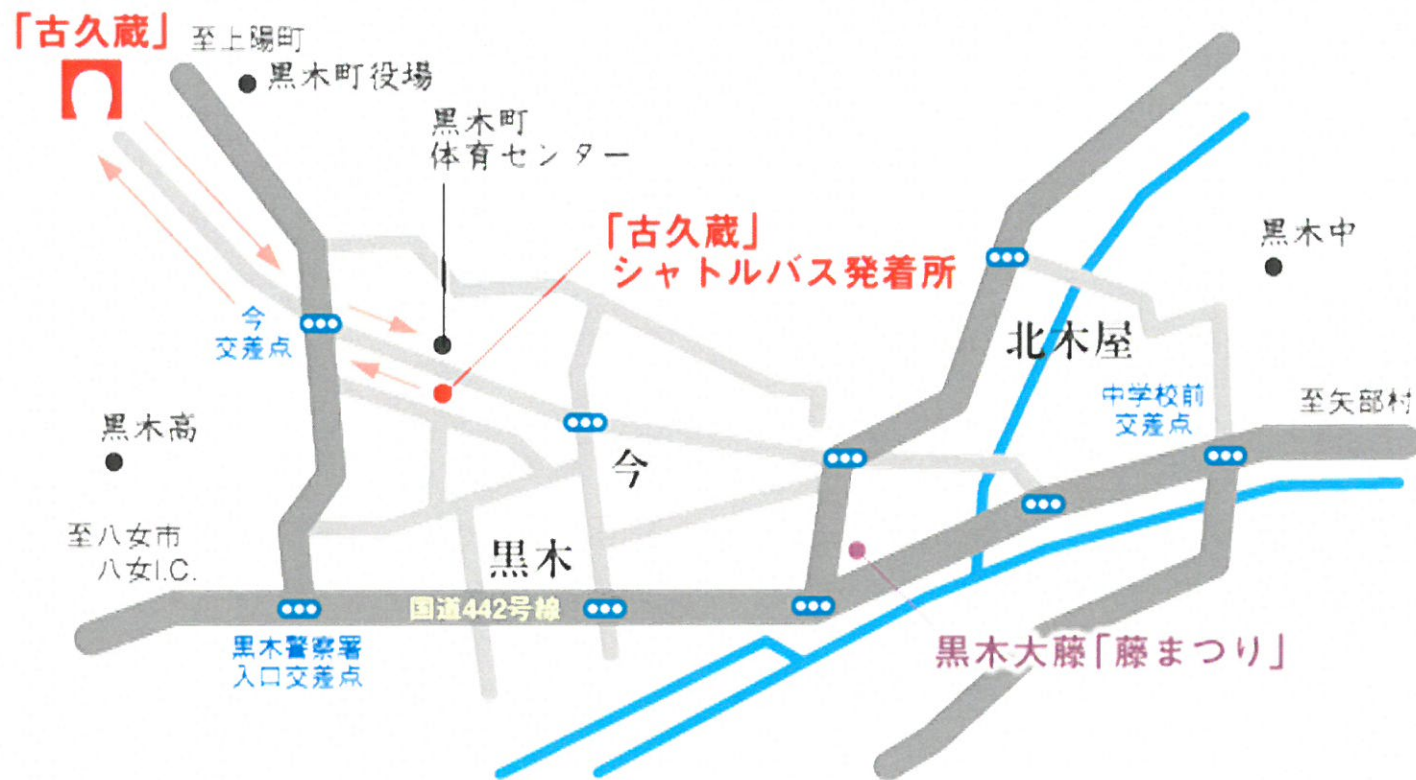 「古久蔵」
至上陽町
黒木町役場
黒木町
体育センター
「古久蔵」
シャトルバス発着所
黒木中
今
交差点
北木屋
中学校前
交差点
至矢部村
黒木高
今
至八女市
八女I.C.
黒木
国道442号線
黒木警察署
入口交差点
黒木大藤「藤まつり」